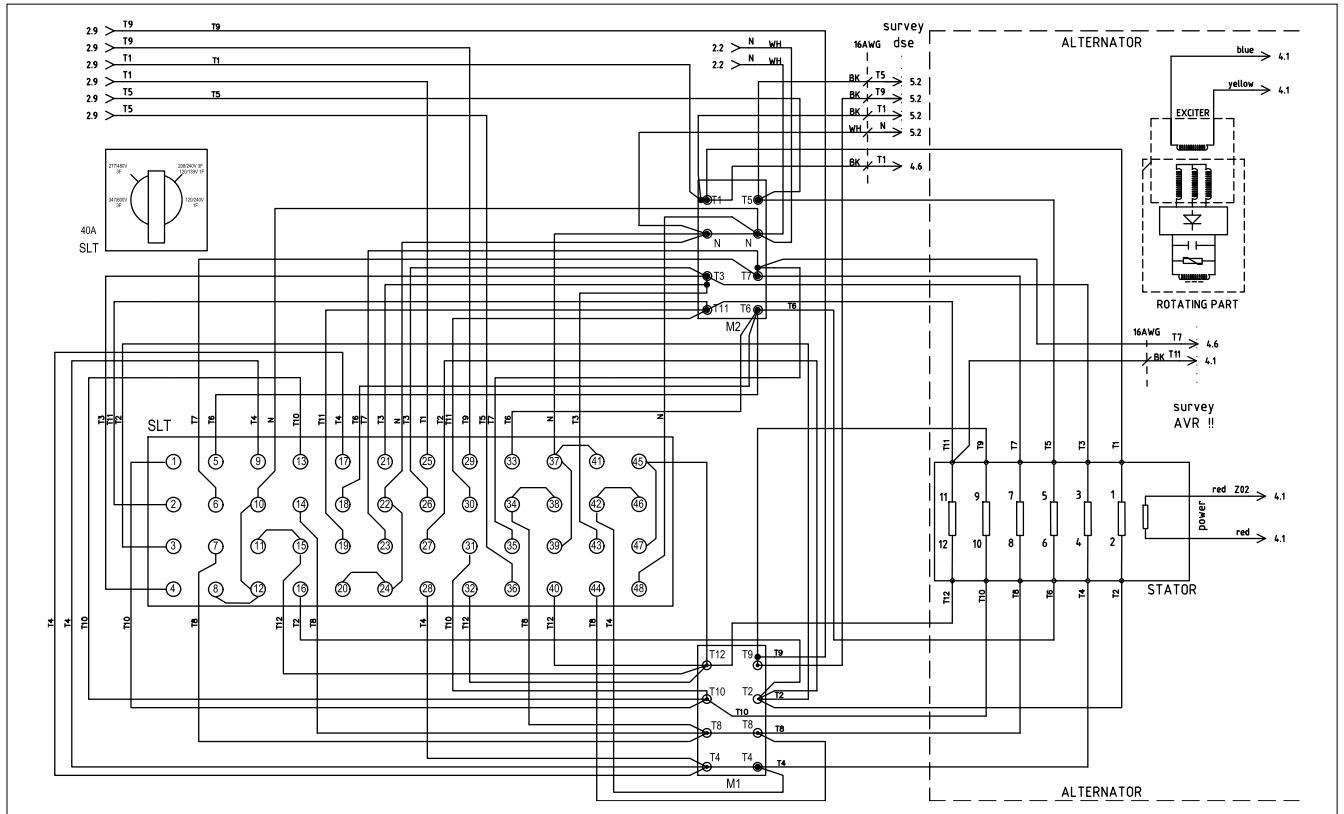 2.9 T9 T9
2.9 T9
2.9 T1 T1
2.9 T1
2.9 T5 T5
2.9 T5
2.2 N WH
2.2 N WH
survey
dse
16AWG
BK T5 5.2
BK T9 5.2
BK T1 5.2
WH N 5.2
BK T1 4.6
ALTERNATOR
blue 4.1
yellow 4.1
EXCITER
ROTATING PART
277/480V
3F
208/240V 3F
120/139V 1F
347/600V
3F
120/240V
1F
40A
SLT
T1 T5
N N
T3 T7
T11 T6 T6
M2
16AWG
T7 4.6
BK T11 4.1
survey
AVR !!
T3 T11 T2 T7 T6 T4 N T10 T11 T4 T6 T7 T3 N T3 T1 T2 T11 T9 T5 T7 T6 N T3 N
SLT
1 5 9 13 17 21 25 29 33 37 41 45
2 6 10 14 18 22 26 30 34 38 42 46
3 7 11 15 19 23 27 31 35 39 43 47
4 8 12 16 20 24 28 32 36 40 44 48
T4 T4 T10 T10 T8 T12 T2 T8 T4 T10 T12 T8 T12 T8 T4
T11 T9 T7 T5 T3 T1
11 9 7 5 3 1
12 10 8 6 4 2
T12 T10 T8 T6 T4 T2
power
red Z02 4.1
red 4.1
STATOR
T12 T9 T9
T10 T2 T2
T10
T8 T8 T8
T4 T4 T4
M1
ALTERNATOR